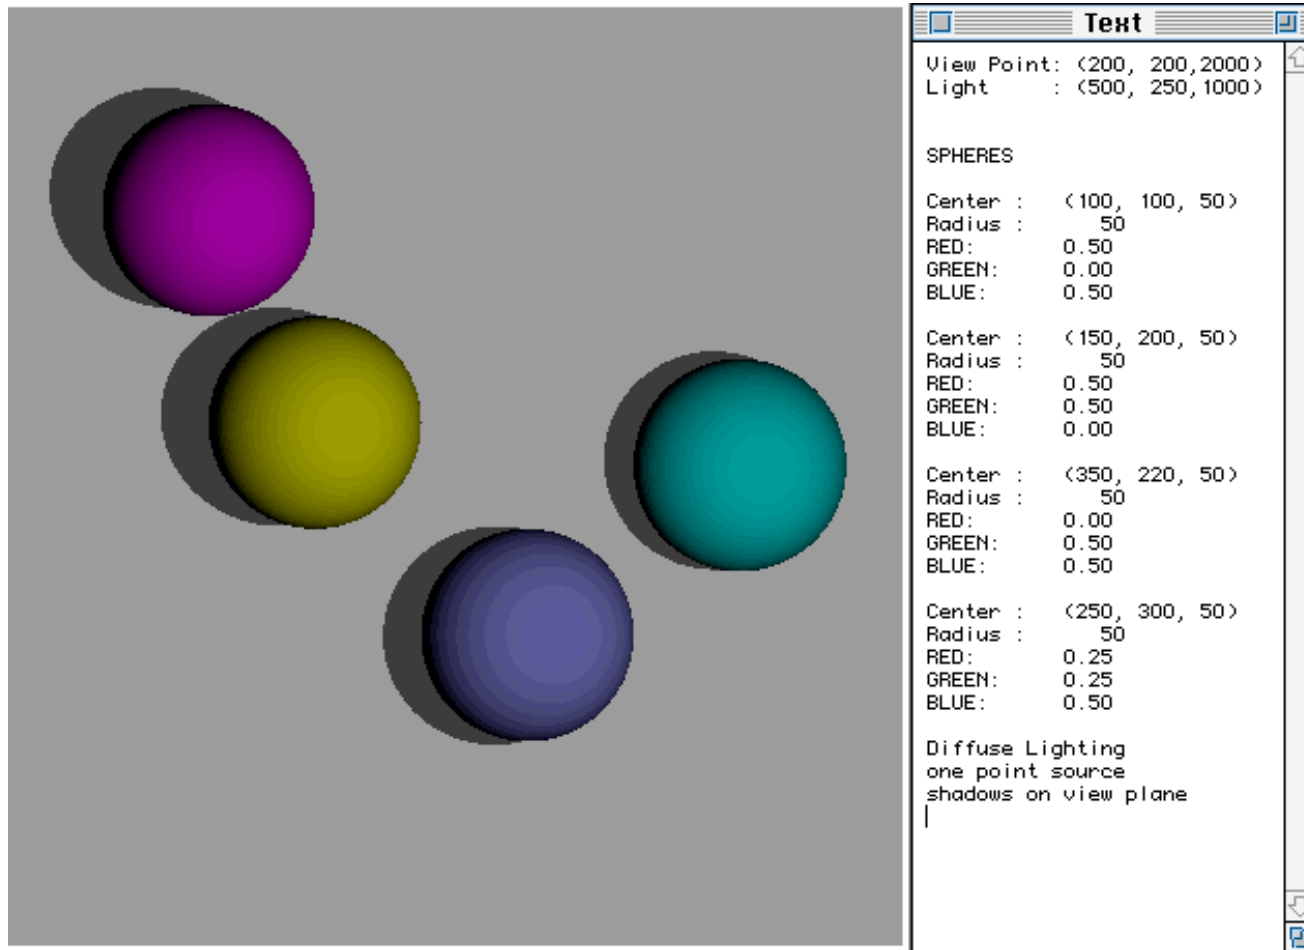 Text
View Point: (200, 200,2000)
Light     : (500, 250,1000)
SPHERES
Center :   (100, 100, 50)
Radius :      50
RED:       0.50
GREEN:     0.00
BLUE:      0.50
Center :   (150, 200, 50)
Radius :      50
RED:       0.50
GREEN:     0.50
BLUE:      0.00
Center :   (350, 220, 50)
Radius :      50
RED:       0.00
GREEN:     0.50
BLUE:      0.50
Center :   (250, 300, 50)
Radius :      50
RED:       0.25
GREEN:     0.25
BLUE:      0.50
Diffuse Lighting
one point source
shadows on view plane